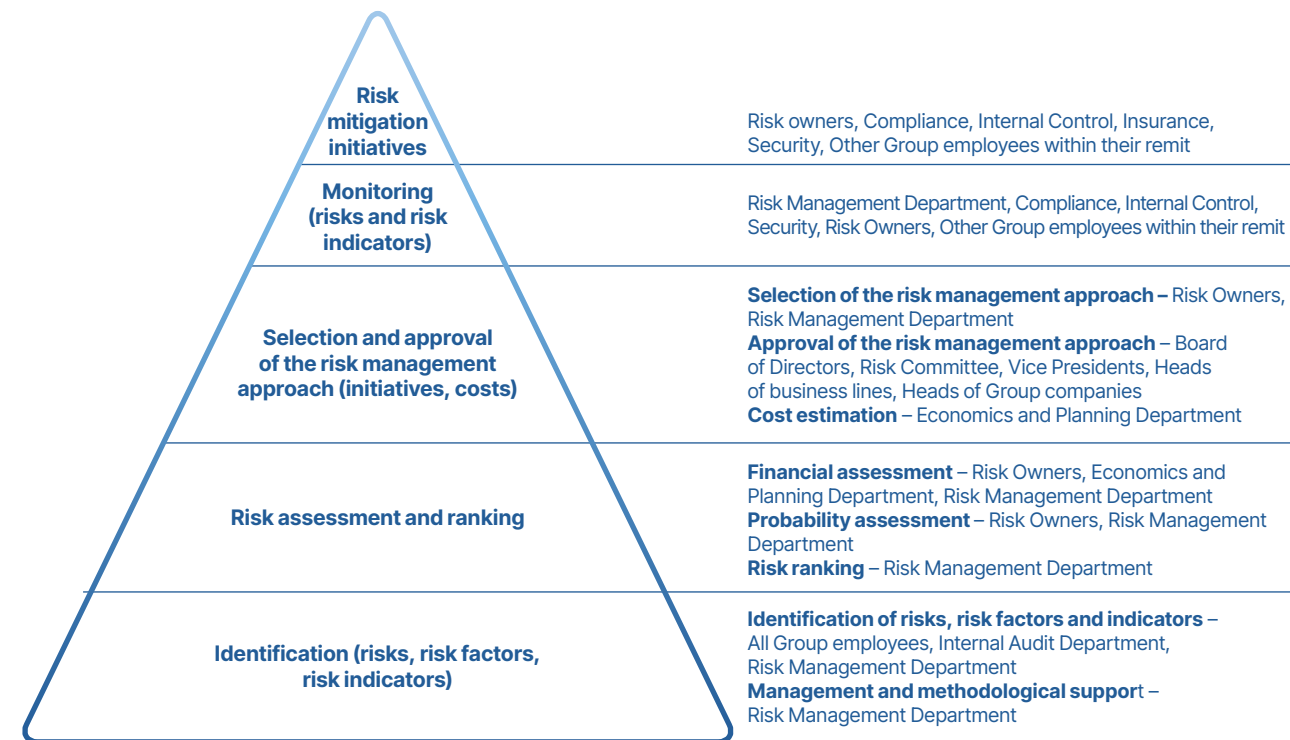 Risk
mitigation
initiatives
Risk owners, Compliance, Internal Control, Insurance,
Security, Other Group employees within their remit
Monitoring
(risks and risk
indicators)
Risk Management Department, Compliance, Internal Control,
Security, Risk Owners, Other Group employees within their remit
Selection and approval
of the risk management
approach (initiatives, costs)
Selection of the risk management approach – Risk Owners,
Risk Management Department
Approval of the risk management approach – Board
of Directors, Risk Committee, Vice Presidents, Heads
of business lines, Heads of Group companies
Cost estimation – Economics and Planning Department
Risk assessment and ranking
Financial assessment – Risk Owners, Economics and
Planning Department, Risk Management Department
Probability assessment – Risk Owners, Risk Management
Department
Risk ranking – Risk Management Department
Identification (risks, risk factors,
risk indicators)
Identification of risks, risk factors and indicators –
All Group employees, Internal Audit Department,
Risk Management Department
Management and methodological support –
Risk Management Department